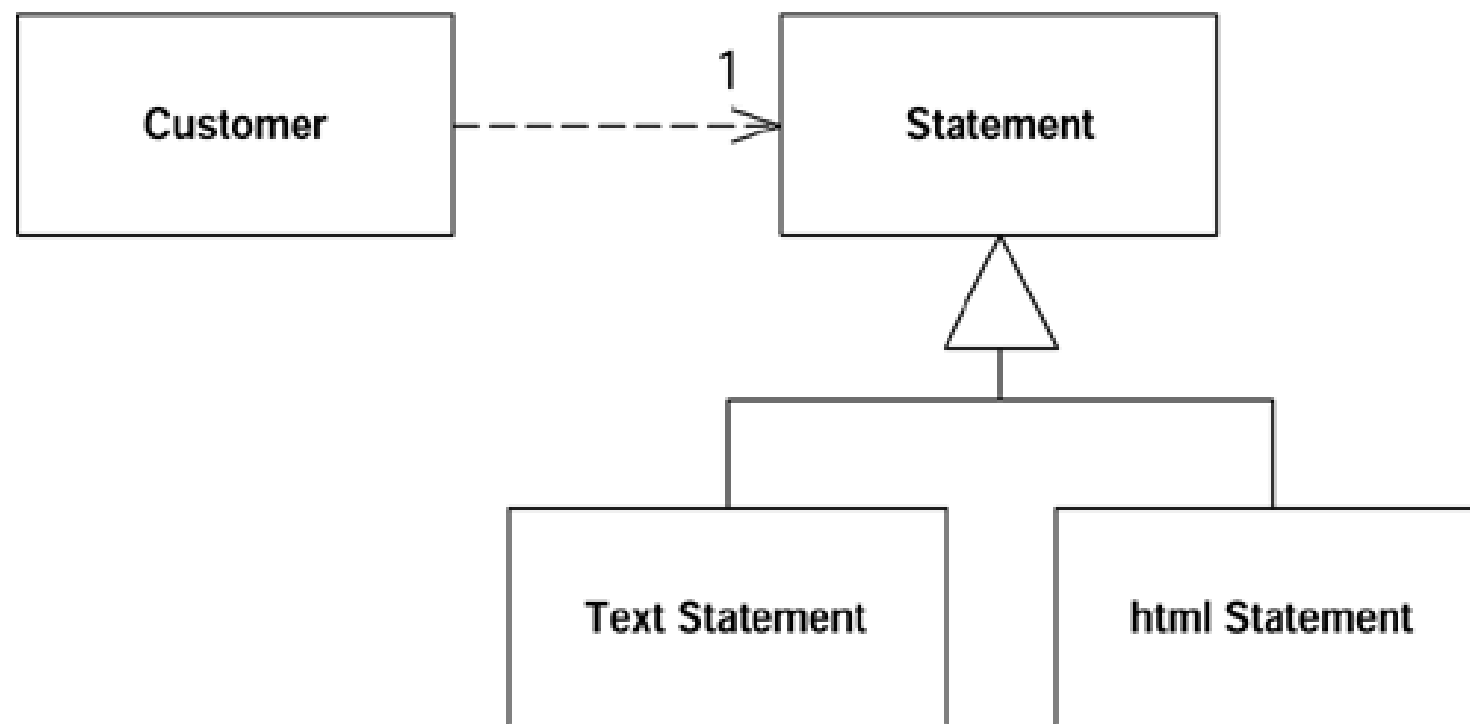 1
Customer
Statement
Text Statement
html Statement